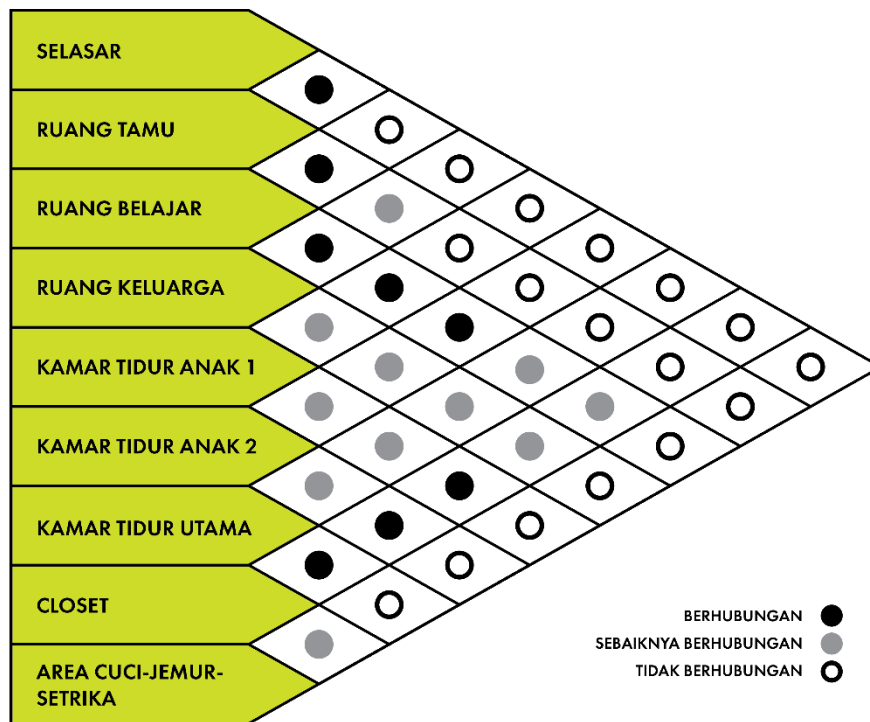 SELASAR
RUANG TAMU
RUANG BELAJAR
RUANG KELUARGA
KAMAR TIDUR ANAK 1
KAMAR TIDUR ANAK 2
KAMAR TIDUR UTAMA
CLOSET
AREA CUCI-JEMUR-
SETRIKA
BERHUBUNGAN
SEBAIKNYA BERHUBUNGAN
TIDAK BERHUBUNGAN